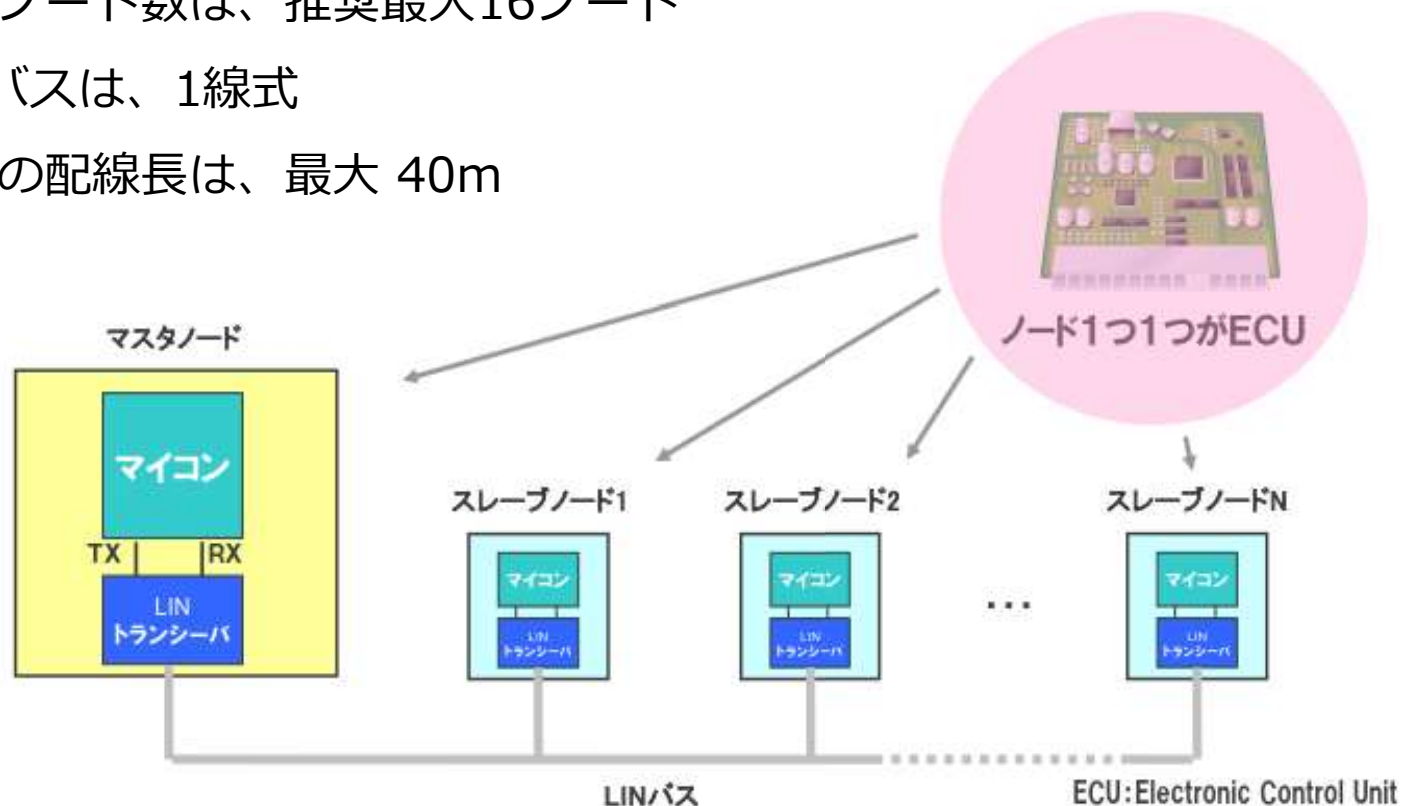 ノード数は、推奨最大16ノード
バスは、1線式
の配線長は、最大 40m
ノード1つ1つがECU
マスタノード
マイコン
TX RX
LIN
トランシーバ
スレーブノード1
マイコン
LIN
トランシーバ
スレーブノード2
マイコン
LIN
トランシーバ
...
スレーブノードN
マイコン
LIN
トランシーバ
LINバス
ECU:Electronic Control Unit